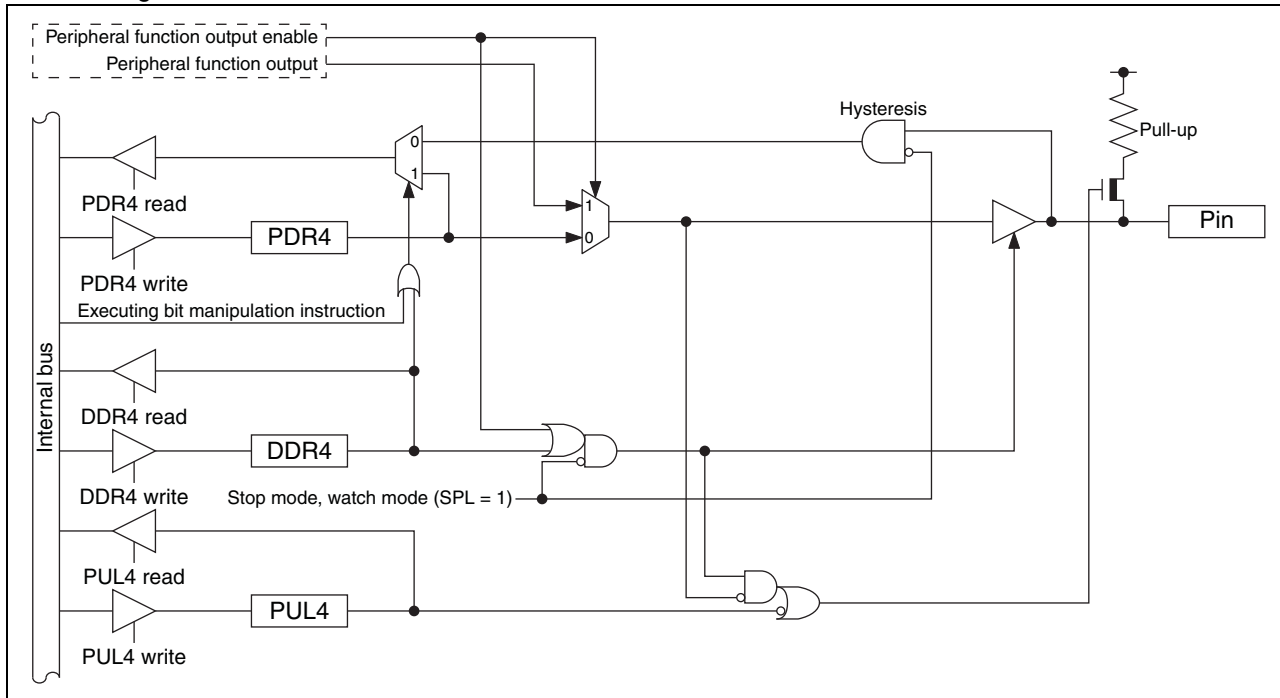 Peripheral function output enable
Peripheral function output
Hysteresis
Pull-up
0
1
PDR4 read
1
PDR4
0
Pin
PDR4 write
Executing bit manipulation instruction
Internal bus
DDR4 read
DDR4
DDR4 write
Stop mode, watch mode (SPL = 1)
PUL4 read
PUL4
PUL4 write